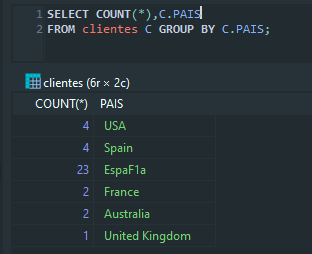 1 SELECT COUNT(*),C.PAIS
2 FROM clientes C GROUP BY C.PAIS;
clientes (6r × 2c)
COUNT(*) PAIS
4 USA
4 Spain
23 EspaF1a
2 France
2 Australia
1 United Kingdom